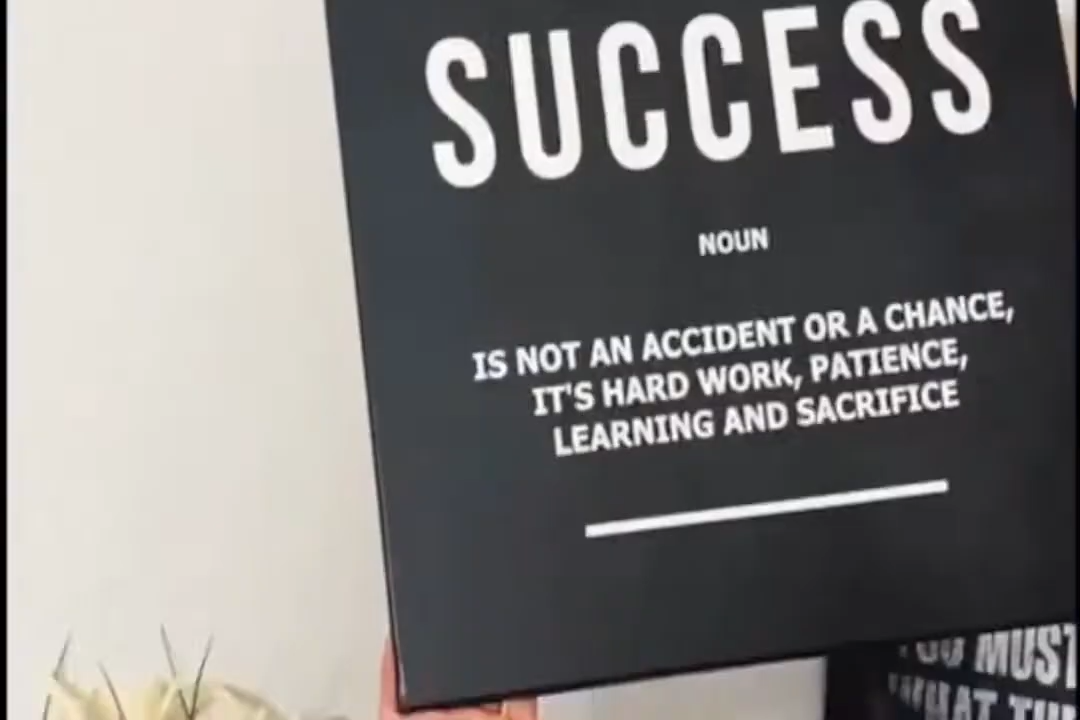 SUCCESS
NOUN
IS NOT AN ACCIDENT OR A CHANCE,
IT'S HARD WORK, PATIENCE,
LEARNING AND SACRIFICE
MUST